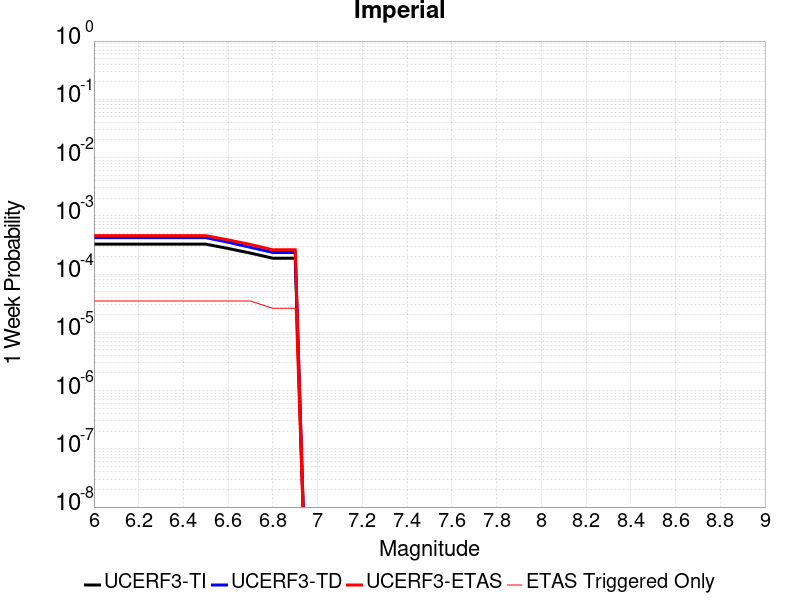 Imperial
10^0
10^-1
10^-2
10^-3
10^-4
10^-5
10^-6
10^-7
10^-8
1 Week Probability
6 6.2 6.4 6.6 6.8 7 7.2 7.4 7.6 7.8 8 8.2 8.4 8.6 8.8 9
Magnitude
UCERF3-TI UCERF3-TD UCERF3-ETAS ETAS Triggered Only